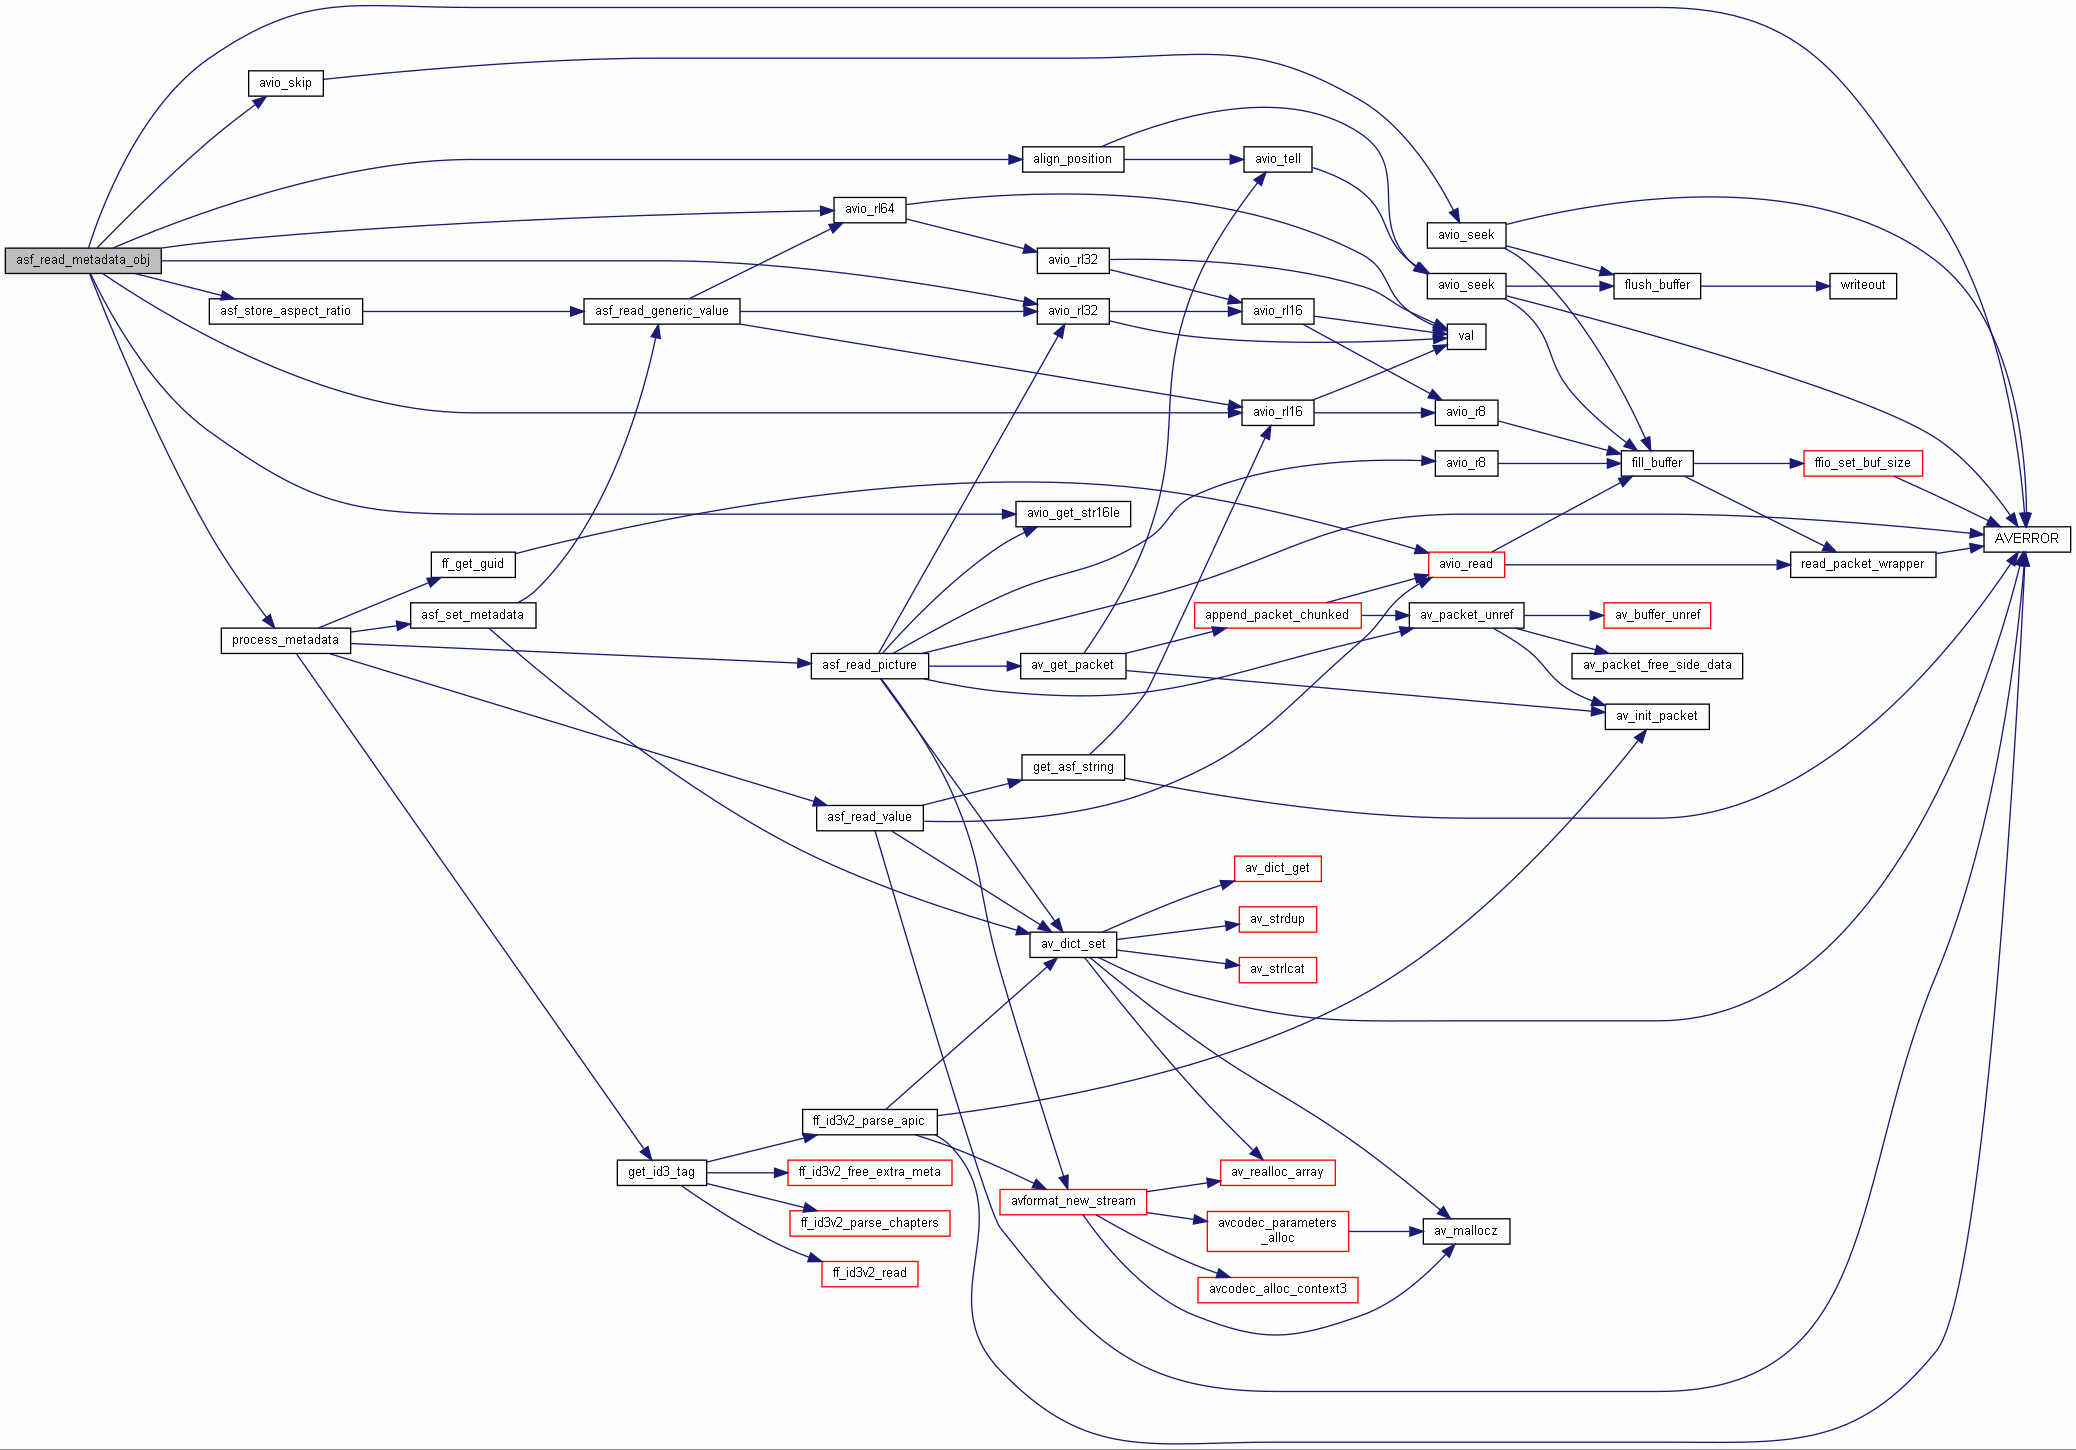 avio_skip
align_position
avio_tell
avio_rl64
avio_seek
asf_read_metadata_obj
avio_rl32
avio_seek
flush_buffer
writeout
asf_store_aspect_ratio
asf_read_generic_value
avio_rl32
avio_rl16
val
avio_rl16
avio_r8
avio_r8
fill_buffer
ffio_set_buf_size
avio_get_str16le
AVERROR
ff_get_guid
avio_read
read_packet_wrapper
asf_set_metadata
append_packet_chunked
av_packet_unref
av_buffer_unref
process_metadata
asf_read_picture
av_get_packet
av_packet_free_side_data
av_init_packet
get_asf_string
asf_read_value
av_dict_get
av_strdup
av_dict_set
av_strlcat
ff_id3v2_parse_apic
get_id3_tag
ff_id3v2_free_extra_meta
av_realloc_array
avformat_new_stream
ff_id3v2_parse_chapters
avcodec_parameters
_alloc
av_mallocz
ff_id3v2_read
avcodec_alloc_context3